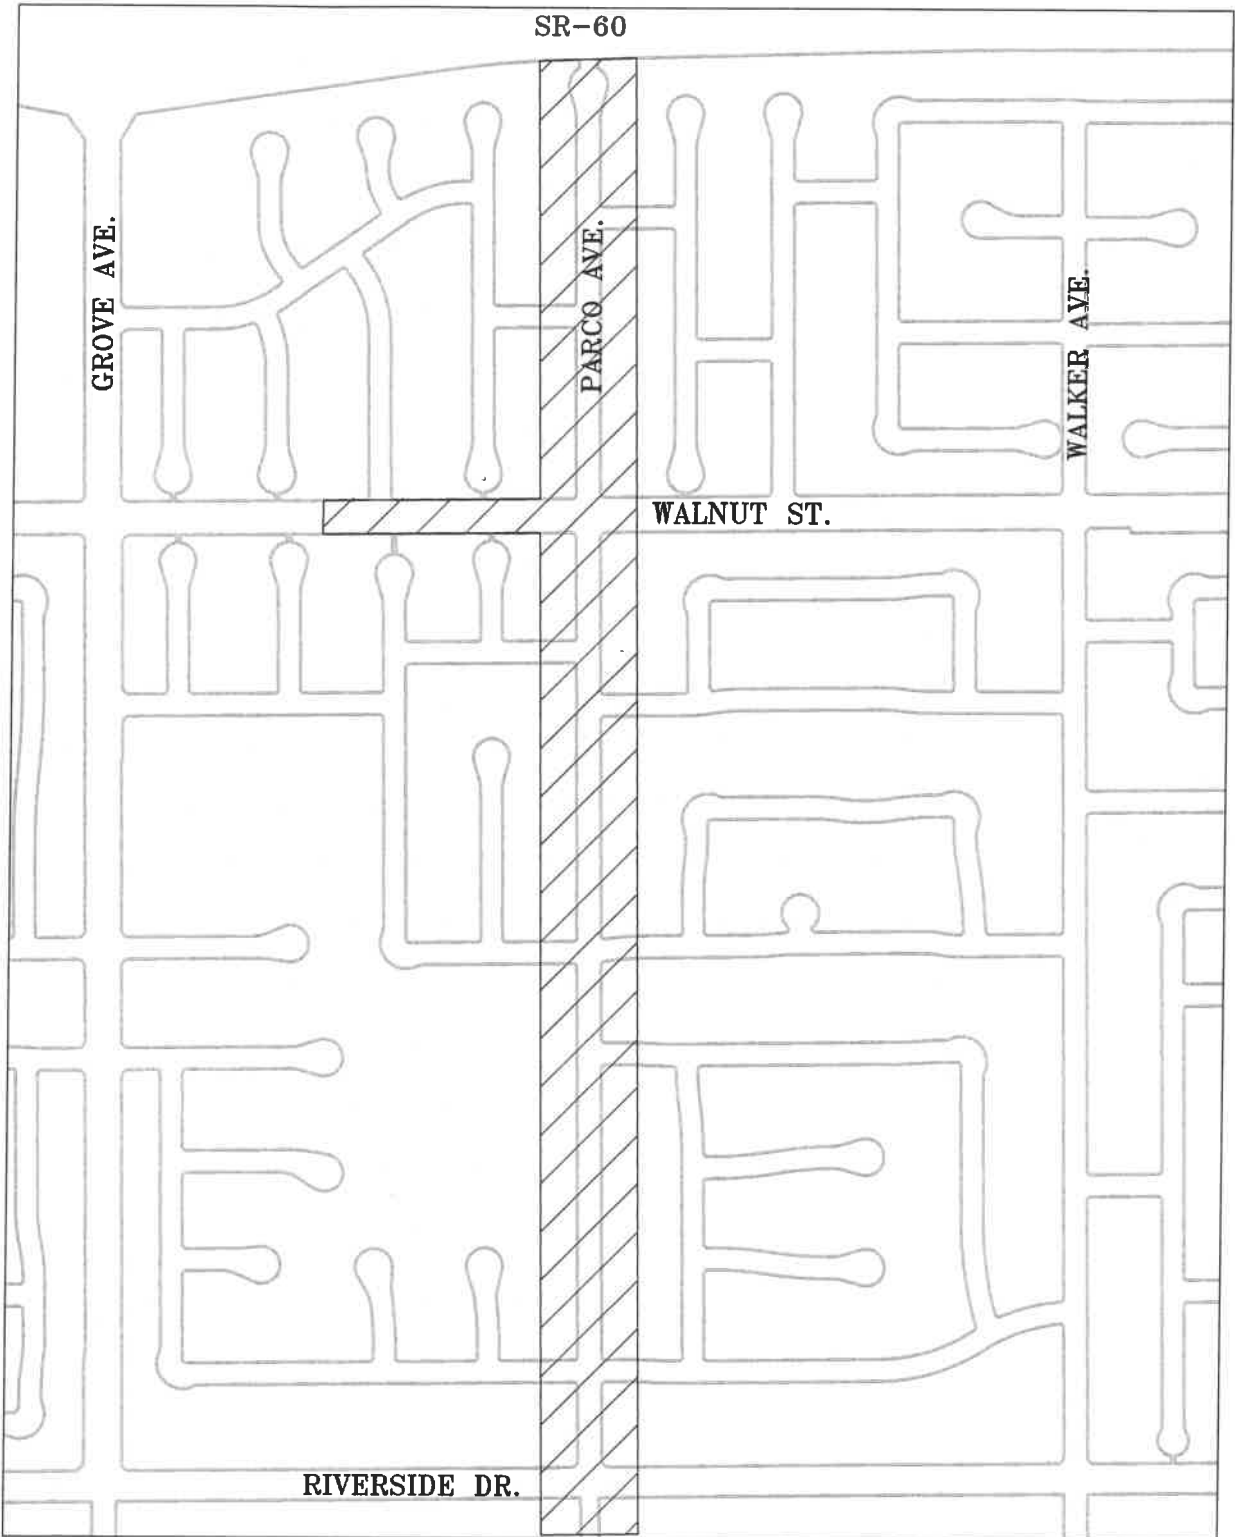 SR-60
GROVE AVE.
PARCO AVE.
WALKER AVE.
WALNUT ST.
RIVERSIDE DR.